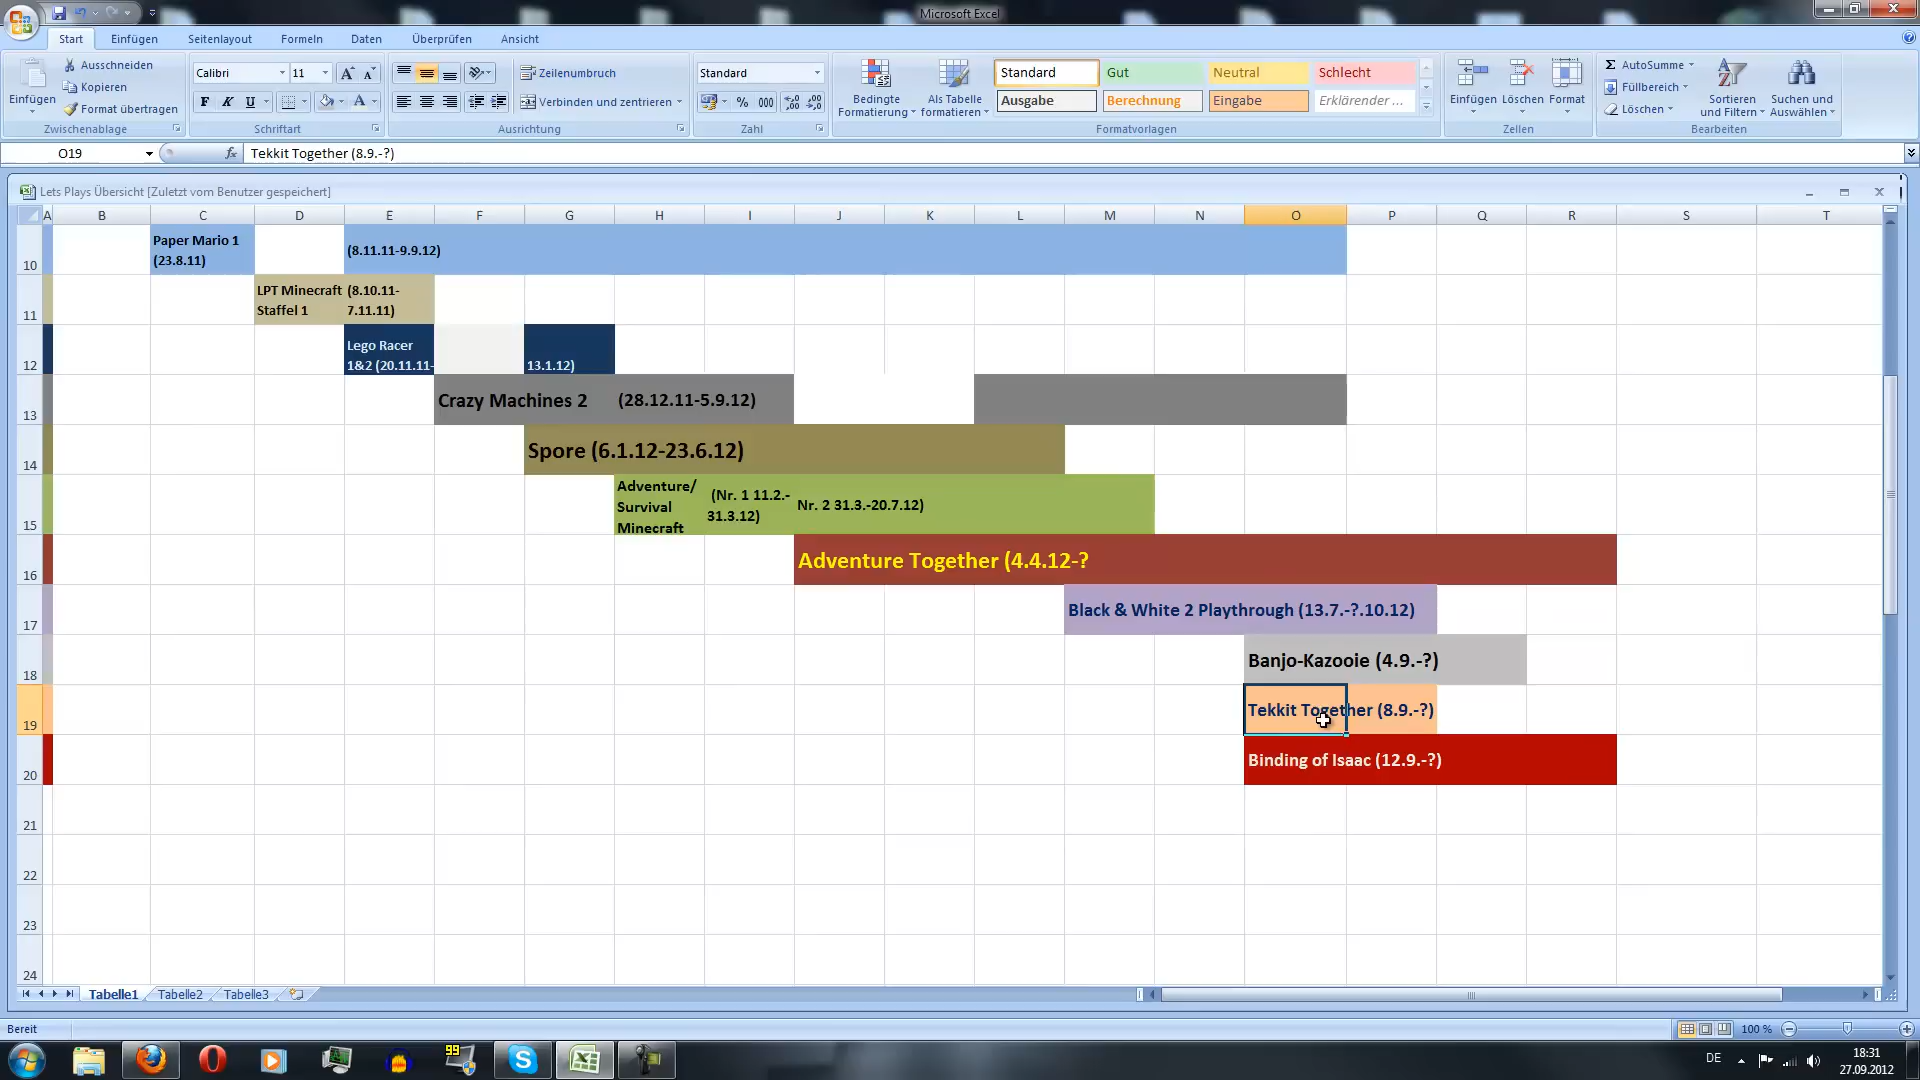 Microsoft Excel
Start Einfügen Seitenlayout Formeln Daten Überprüfen Ansicht
Einfügen
Ausschneiden
Kopieren
Format übertragen
Zwischenablage
Calibri 11
F K U
Schriftart
Zeilenumbruch
Verbinden und zentrieren
Ausrichtung
Standard
% 000
Zahl
Bedingte
Formatierung
Als Tabelle
formatieren
Standard Gut Neutral Schlecht
Ausgabe Berechnung Eingabe Erklärender ...
Formatvorlagen
Einfügen Löschen Format
Zellen
Σ AutoSumme
Füllbereich
Löschen
Sortieren
und Filtern
Suchen und
Auswählen
Bearbeiten
O19 fx Tekkit Together (8.9.-?)
Lets Plays Übersicht [Zuletzt vom Benutzer gespeichert]
A B C D E F G H I J K L M N O P Q R S T
10
Paper Mario 1
(23.8.11)
(8.11.11-9.9.12)
11
LPT Minecraft
Staffel 1
(8.10.11-
7.11.11)
12
Lego Racer
1&2 (20.11.11-
13.1.12)
13
Crazy Machines 2 (28.12.11-5.9.12)
14
Spore (6.1.12-23.6.12)
15
Adventure/
Survival
Minecraft
(Nr. 1 11.2.-
31.3.12)
Nr. 2 31.3.-20.7.12)
16
Adventure Together (4.4.12-?
17
Black & White 2 Playthrough (13.7.-?.10.12)
18
Banjo-Kazooie (4.9.-?)
19
Tekkit Together (8.9.-?)
20
Binding of Isaac (12.9.-?)
21
22
23
24
Tabelle1 Tabelle2 Tabelle3
Bereit
100 %
99
DE
18:31
27.09.2012